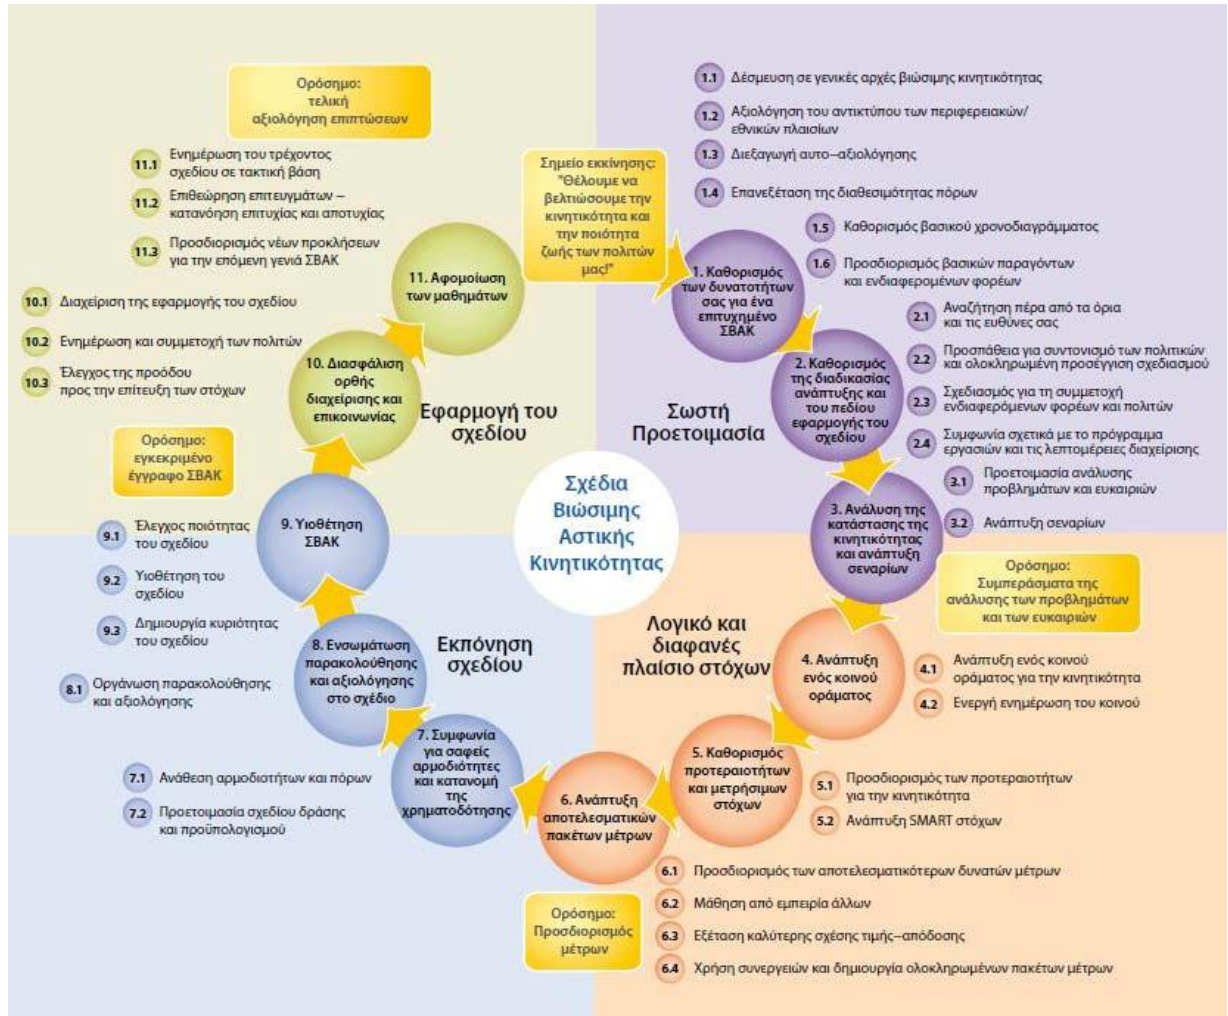 Σημείο εκκίνησης:
"Θέλουμε να
βελτιώσουμε την
κινητικότητα και
την ποιότητα
ζωής των πολιτών
μας!"
Σχέδια
Βιώσιμης
Αστικής
Κινητικότητας
Σωστή
Προετοιμασία
1. Καθορισμός
των δυνατοτήτων
σας για ένα
επιτυχημένο
ΣΒΑΚ
1.1 Δέσμευση σε γενικές αρχές βιώσιμης κινητικότητας
1.2 Αξιολόγηση του αντικτύπου των περιφερειακών/
εθνικών πλαισίων
1.3 Διεξαγωγή αυτο–αξιολόγησης
1.4 Επανεξέταση της διαθεσιμότητας πόρων
1.5 Καθορισμός βασικού χρονοδιαγράμματος
1.6 Προσδιορισμός βασικών παραγόντων
και ενδιαφερομένων φορέων
2. Καθορισμός
της διαδικασίας
ανάπτυξης και
του πεδίου
εφαρμογής του
σχεδίου
2.1 Αναζήτηση πέρα από τα όρια
και τις ευθύνες σας
2.2 Προσπάθεια για συντονισμό των πολιτικών
και ολοκληρωμένη προσέγγιση σχεδιασμού
2.3 Σχεδιασμός για τη συμμετοχή
ενδιαφερόμενων φορέων και πολιτών
2.4 Συμφωνία σχετικά με το πρόγραμμα
εργασιών και τις λεπτομέρειες διαχείρισης
3. Ανάλυση της
κατάστασης της
κινητικότητας
και ανάπτυξη
σεναρίων
3.1 Προετοιμασία ανάλυσης
προβλημάτων και ευκαιριών
3.2 Ανάπτυξη σεναρίων
Ορόσημο:
Συμπεράσματα της
ανάλυσης των προβλημάτων
και των ευκαιριών
Λογικό και
διαφανές
πλαίσιο στόχων
4. Ανάπτυξη
ενός κοινού
οράματος
4.1 Ανάπτυξη ενός κοινού
οράματος για την κινητικότητα
4.2 Ενεργή ενημέρωση του κοινού
5. Καθορισμός
προτεραιοτήτων
και μετρήσιμων
στόχων
5.1 Προσδιορισμός των προτεραιοτήτων
για την κινητικότητα
5.2 Ανάπτυξη SMART στόχων
6. Ανάπτυξη
αποτελεσματικών
πακέτων μέτρων
6.1 Προσδιορισμός των αποτελεσματικότερων δυνατών μέτρων
6.2 Μάθηση από εμπειρία άλλων
6.3 Εξέταση καλύτερης σχέσης τιμής–απόδοσης
6.4 Χρήση συνεργειών και δημιουργία ολοκληρωμένων πακέτων μέτρων
Ορόσημο:
Προσδιορισμός
μέτρων
Εκπόνηση
σχεδίου
7. Συμφωνία
για σαφείς
αρμοδιότητες
και κατανομή
της
χρηματοδότησης
7.1 Ανάθεση αρμοδιοτήτων και πόρων
7.2 Προετοιμασία σχεδίου δράσης
και προϋπολογισμού
8. Ενσωμάτωση
παρακολούθησης
και αξιολόγησης
στο σχέδιο
8.1 Οργάνωση παρακολούθησης
και αξιολόγησης
9. Υιοθέτηση
ΣΒΑΚ
9.1 Έλεγχος ποιότητας
του σχεδίου
9.2 Υιοθέτηση του
σχεδίου
9.3 Δημιουργία κυριότητας
του σχεδίου
Ορόσημο:
εγκεκριμένο
έγγραφο ΣΒΑΚ
Εφαρμογή του
σχεδίου
10. Διασφάλιση
ορθής
διαχείρισης και
επικοινωνίας
10.1 Διαχείριση της εφαρμογής του σχεδίου
10.2 Ενημέρωση και συμμετοχή των πολιτών
10.3 Έλεγχος της προόδου
προς την επίτευξη των στόχων
11. Αφομοίωση
των μαθημάτων
11.1 Ενημέρωση του τρέχοντος
σχεδίου σε τακτική βάση
11.2 Επιθεώρηση επιτευγμάτων –
κατανόηση επιτυχίας και αποτυχίας
11.3 Προσδιορισμός νέων προκλήσεων
για την επόμενη γενιά ΣΒΑΚ
Ορόσημο:
τελική
αξιολόγηση επιπτώσεων